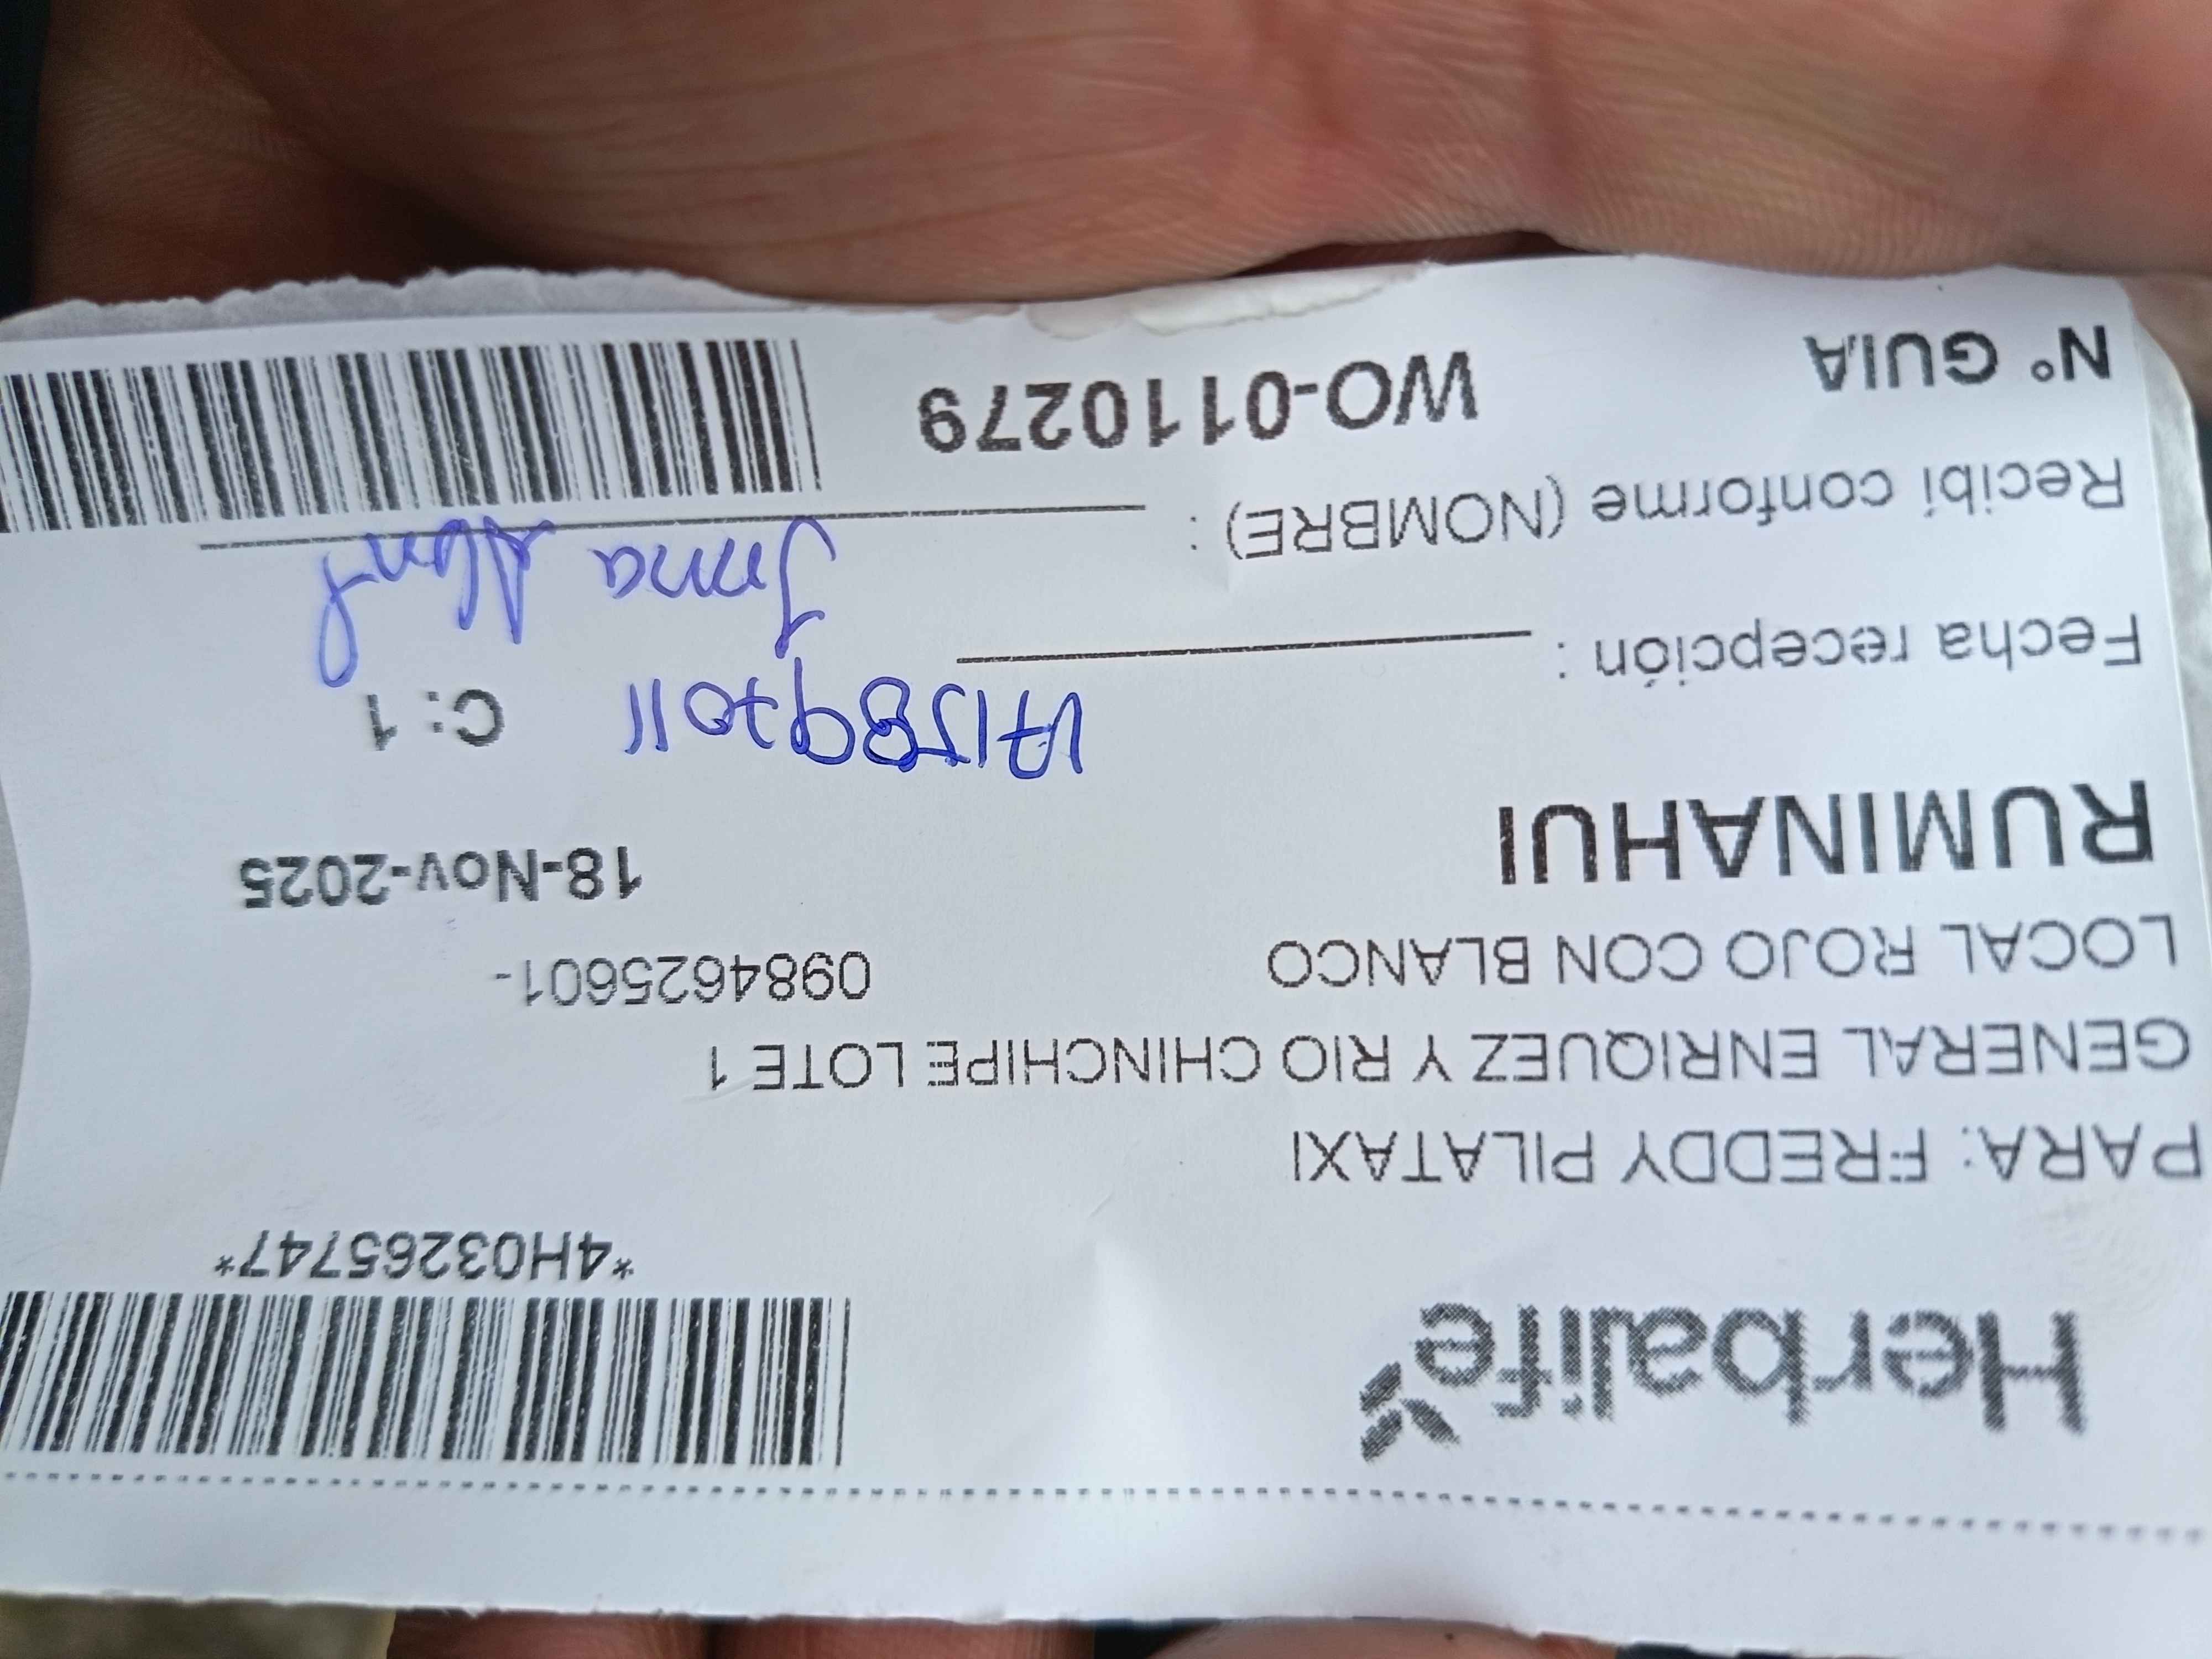 Herbalife
*4H03265747*
PARA: FREDDY PILATAXI
GENERAL ENRIQUEZ Y RIO CHINCHIPE LOTE 1
LOCAL ROJO CON BLANCO 0984625601-
RUMINAHUI 18-Nov-2025
C: 1
Fecha recepción :
Recibí conforme (NOMBRE) :
N° GUIA WO-0110279